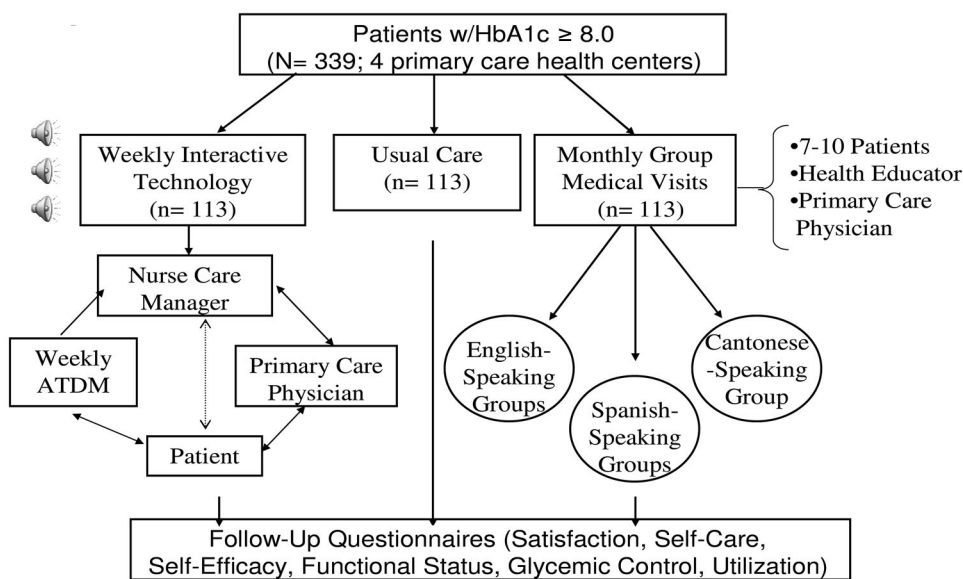 Patients w/HbA1c ≥ 8.0
(N= 339; 4 primary care health centers)
Weekly Interactive
Technology
(n= 113)
Usual Care
(n= 113)
Monthly Group
Medical Visits
(n= 113)
•7-10 Patients
•Health Educator
•Primary Care
Physician
Nurse Care
Manager
Weekly
ATDM
Primary Care
Physician
Patient
English-
Speaking
Groups
Spanish-
Speaking
Groups
Cantonese
-Speaking
Group
Follow-Up Questionnaires (Satisfaction, Self-Care,
Self-Efficacy, Functional Status, Glycemic Control, Utilization)